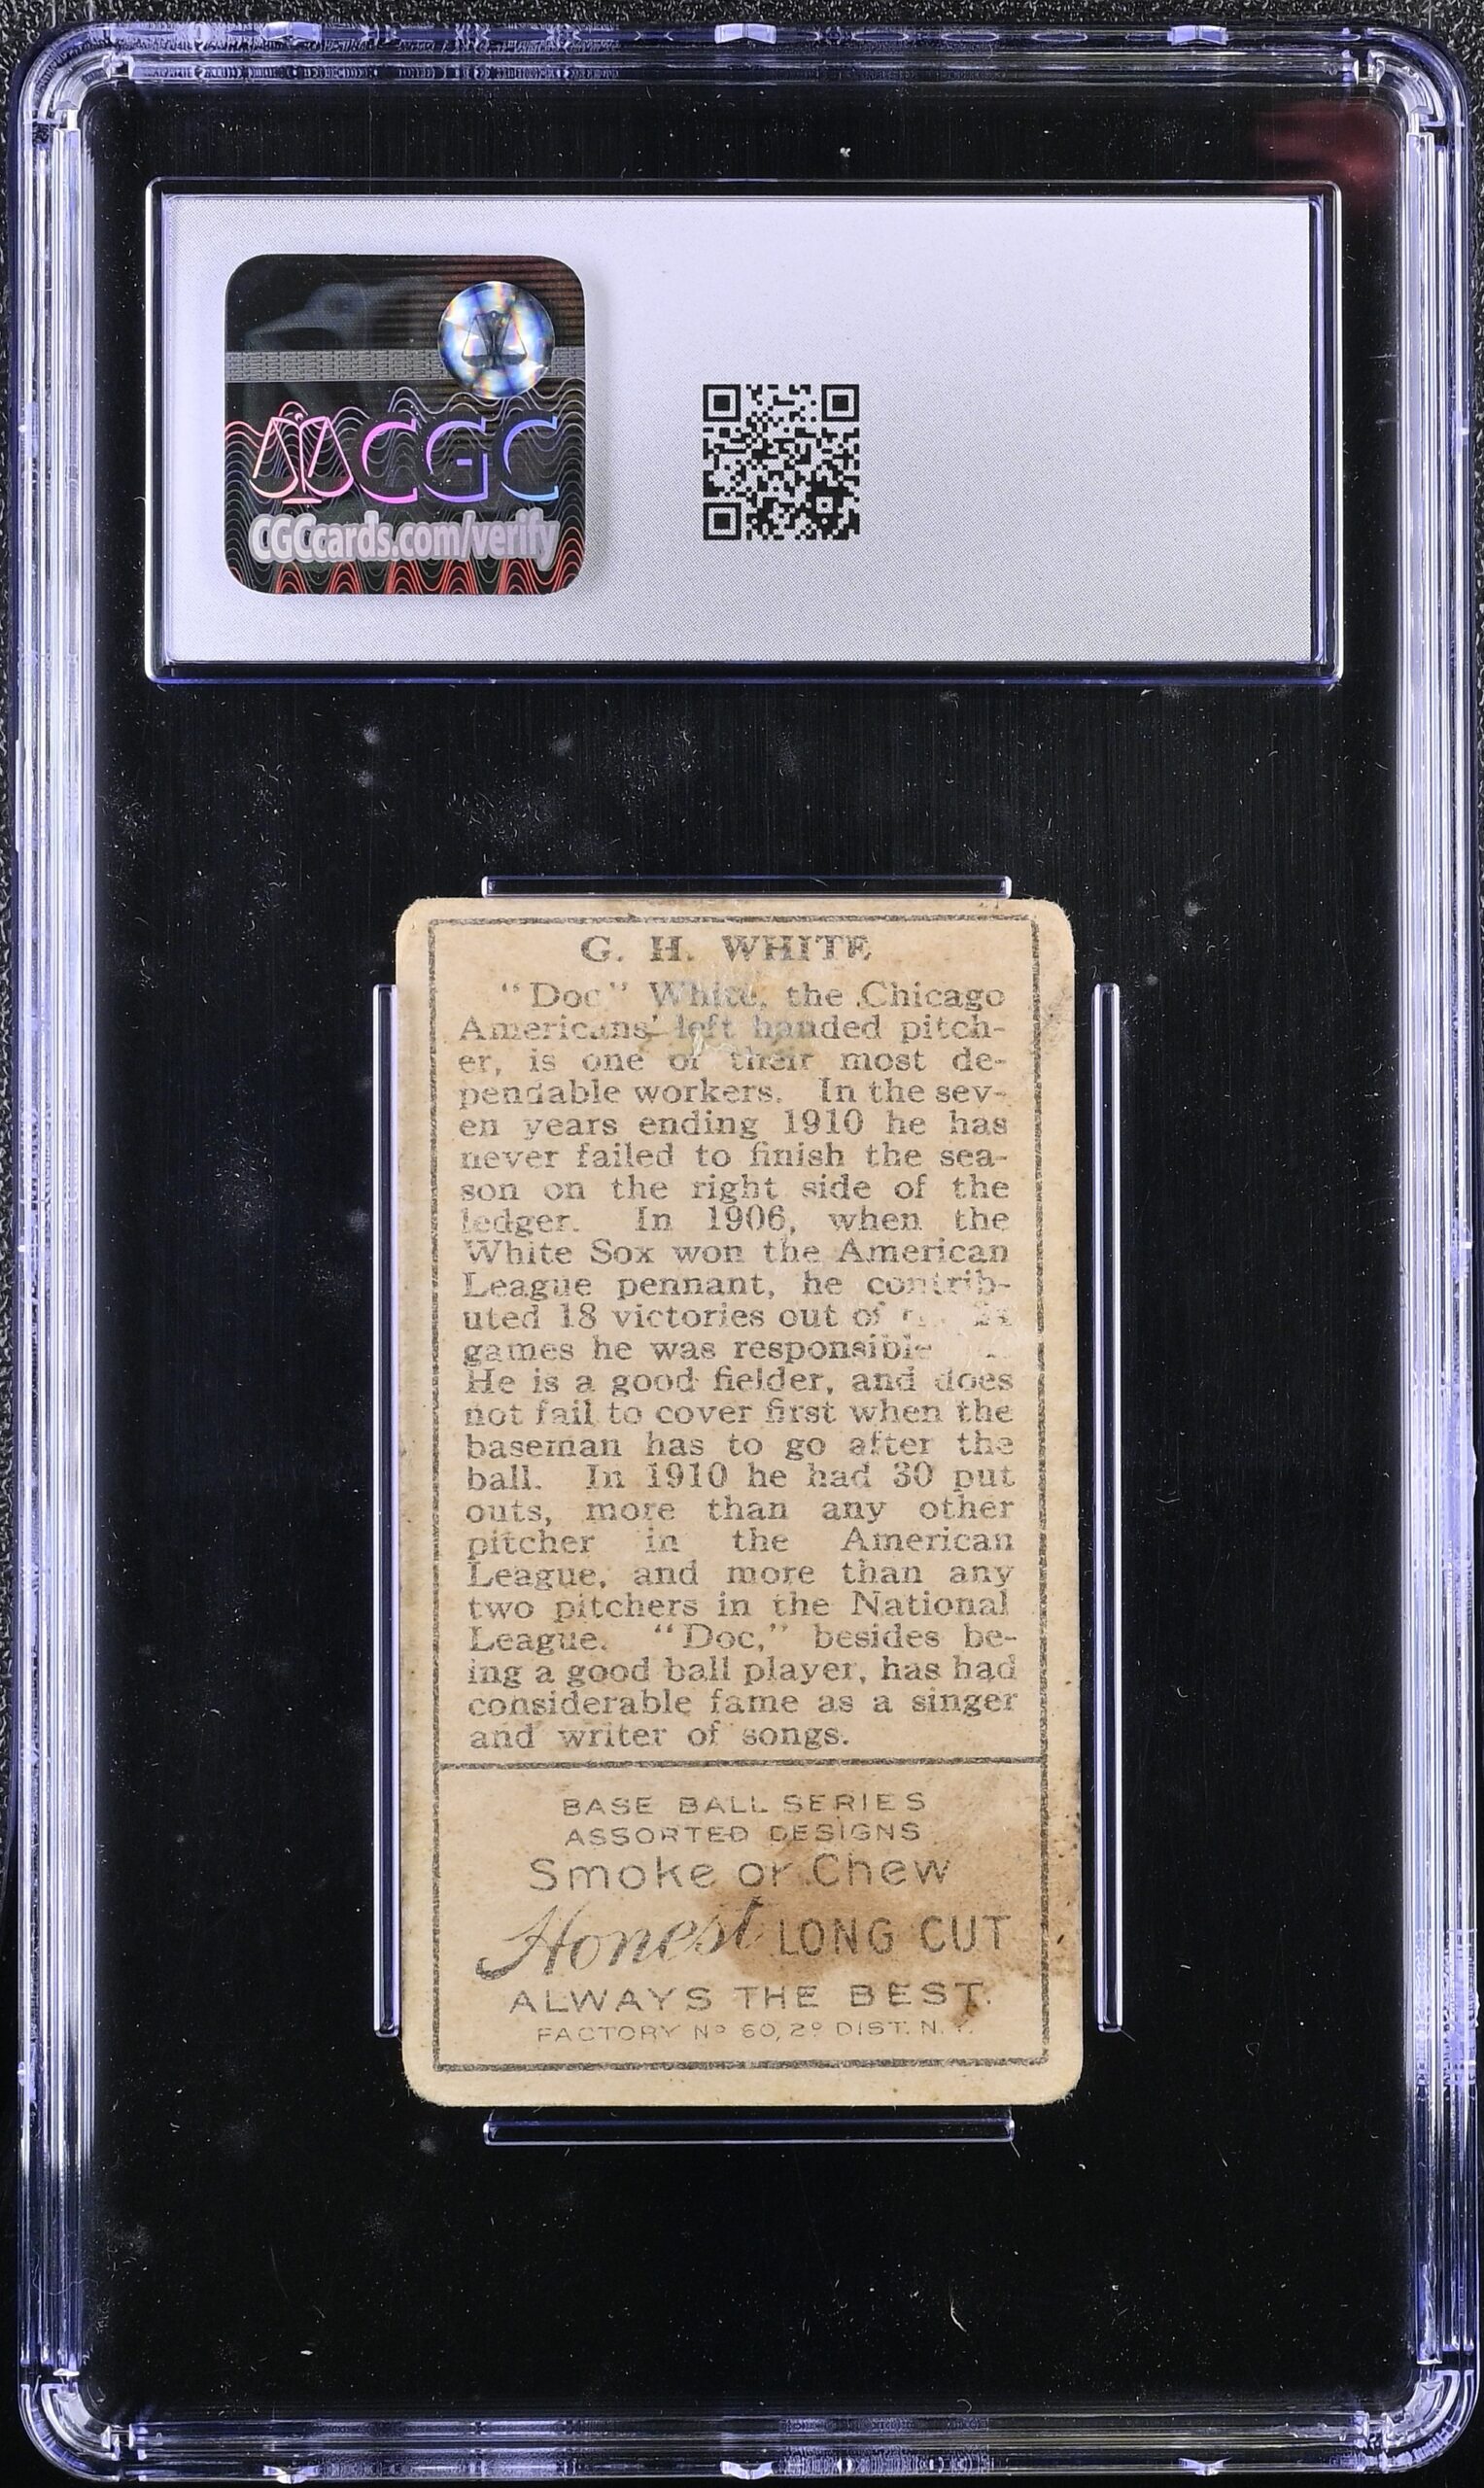 CGC
CGCcards.com/verify
G. H. WHITE
"Doc" White, the Chicago
Americans' left handed pitch-
er, is one of their most de-
pendable workers. In the sev-
en years ending 1910 he has
never failed to finish the sea-
son on the right side of the
ledger. In 1906, when the
White Sox won the American
League pennant, he contrib-
uted 18 victories out of
games he was responsible
He is a good fielder, and does
not fail to cover first when the
baseman has to go after the
ball. In 1910 he had 30 put
outs, more than any other
pitcher in the American
League, and more than any
two pitchers in the National
League. "Doc," besides be-
ing a good ball player, has had
considerable fame as a singer
and writer of songs.
BASE BALL SERIES
ASSORTED DESIGNS
Smoke or Chew
Honest LONG CUT
ALWAYS THE BEST.
FACTORY Nº 60, 2º DIST. N.Y.